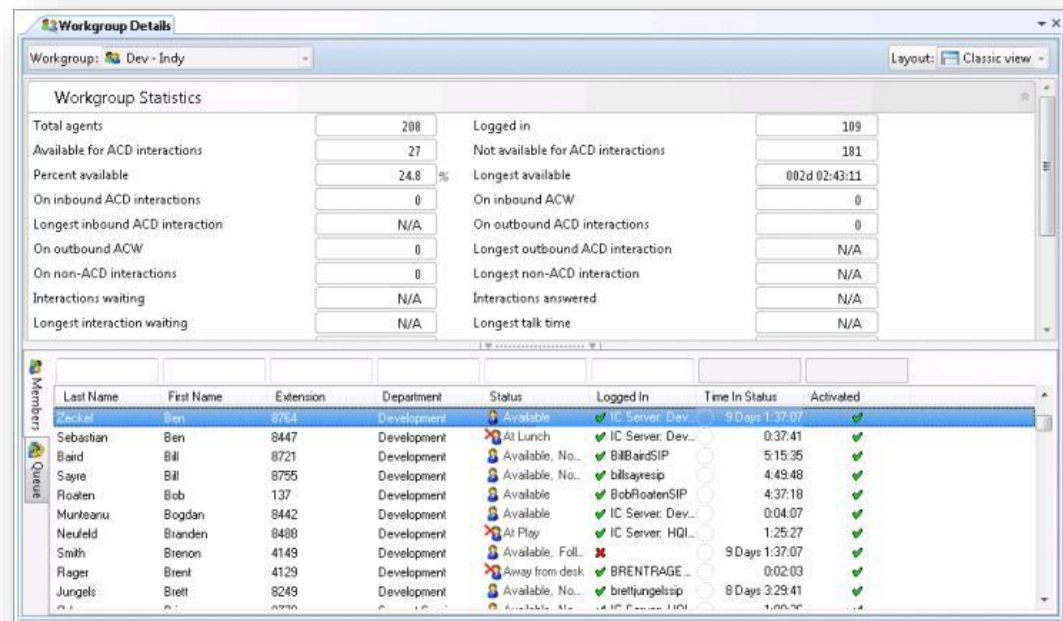 Workgroup Details
Workgroup: Dev - Indy Layout: Classic view
Workgroup Statistics
Total agents 208 Logged in 109
Available for ACD interactions 27 Not available for ACD interactions 181
Percent available 24.8 % Longest available 002d 02:43:11
On inbound ACD interactions 0 On inbound ACW 0
Longest inbound ACD interaction N/A On outbound ACD interactions 0
On outbound ACW 0 Longest outbound ACD interaction N/A
On non-ACD interactions 0 Longest non-ACD interaction N/A
Interactions waiting N/A Interactions answered N/A
Longest interaction waiting N/A Longest talk time N/A
Members
Queue
Last Name First Name Extension Department Status Logged In Time In Status Activated
Zeckel Ben 8764 Development Available IC Server: Dev... 9 Days 1:37:07
Sebastian Ben 8447 Development At Lunch IC Server: Dev... 0:37:41
Baird Bill 8721 Development Available, No... BillBairdSIP 5:15:35
Sayre Bill 8755 Development Available, No... billsayresip 4:49:48
Roaten Bob 137 Development Available BobRoatenSIP 4:37:18
Munteanu Bogdan 8442 Development Available IC Server: Dev... 0:04:07
Neufeld Branden 8488 Development At Play IC Server: HQI... 1:25:27
Smith Brenon 4149 Development Available, Foll... 9 Days 1:37:07
Rager Brent 4129 Development Away from desk BRENTRAGE... 0:02:03
Jungels Brett 8249 Development Available, No... brettjungelssip 8 Days 3:29:41